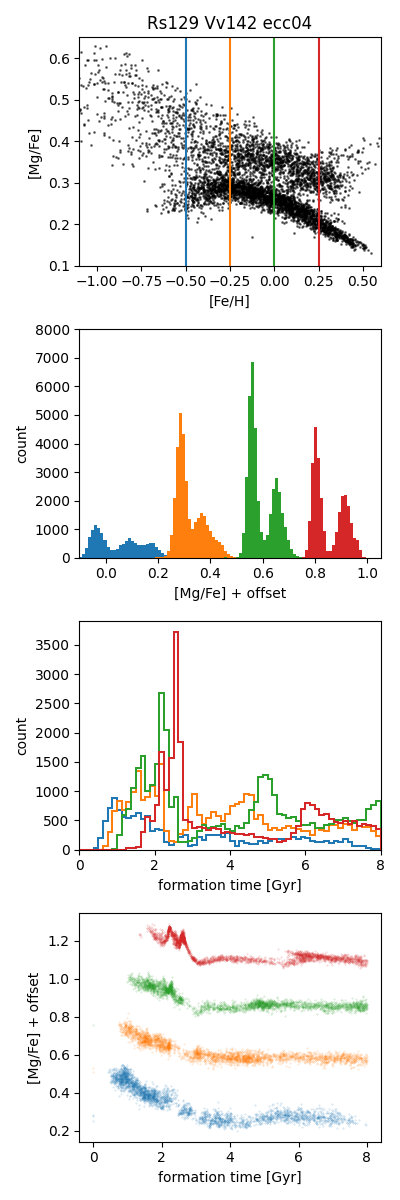 Rs129 Vv142 ecc04
0.6
0.5
0.4
0.3
0.2
0.1
[Mg/Fe]
−1.00 −0.75 −0.50 −0.25 0.00 0.25 0.50
[Fe/H]
8000
7000
6000
5000
4000
3000
2000
1000
0
count
0.0 0.2 0.4 0.6 0.8 1.0
[Mg/Fe] + offset
3500
3000
2500
2000
1500
1000
500
0
count
0 2 4 6 8
formation time [Gyr]
1.2
1.0
0.8
0.6
0.4
0.2
[Mg/Fe] + offset
0 2 4 6 8
formation time [Gyr]